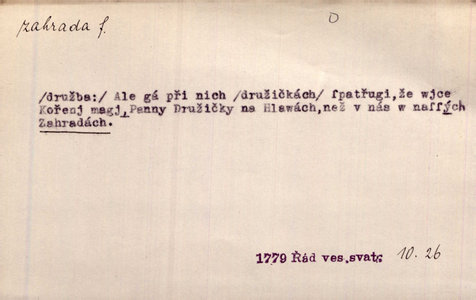 zahrada f.
O
/družba:/ Ale gá při nich /družičkách/ ſpatřugi,že wjce
Kořenj magj,Panny Družičky na Hlawách,než v nás w naſſých
Zahradách.
1779 Řád ves.svat: 10.26